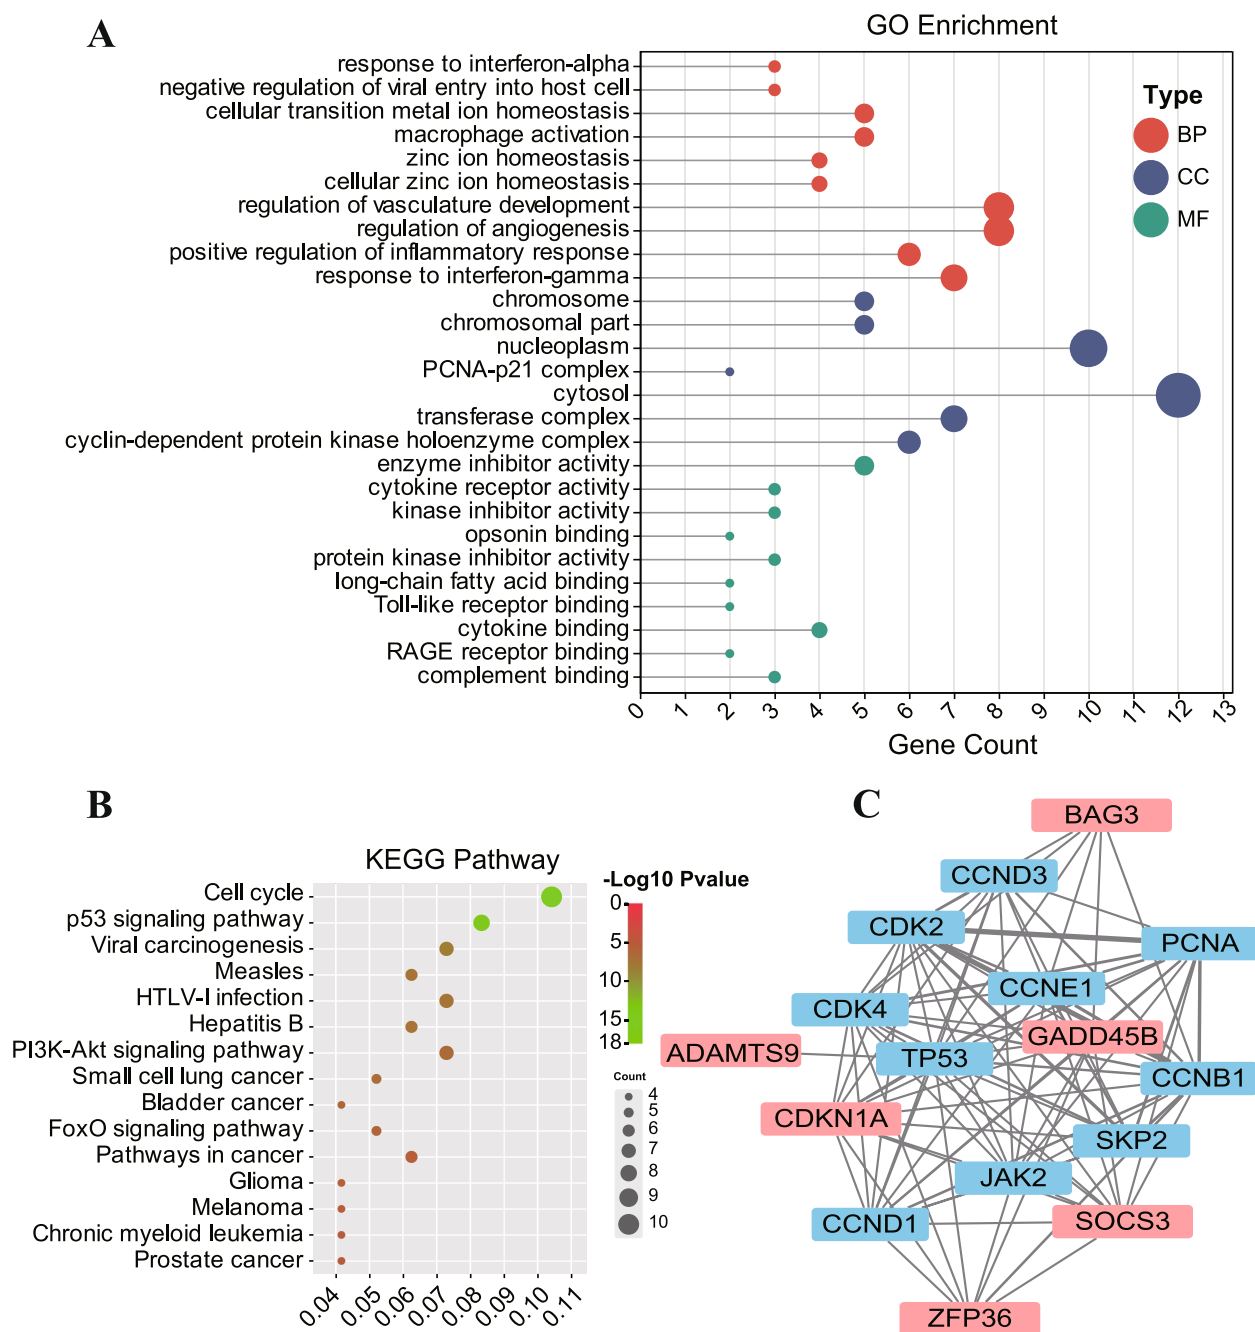 A
GO Enrichment
response to interferon-alpha
negative regulation of viral entry into host cell
cellular transition metal ion homeostasis
macrophage activation
zinc ion homeostasis
cellular zinc ion homeostasis
regulation of vasculature development
regulation of angiogenesis
positive regulation of inflammatory response
response to interferon-gamma
chromosome
chromosomal part
nucleoplasm
PCNA-p21 complex
cytosol
transferase complex
cyclin-dependent protein kinase holoenzyme complex
enzyme inhibitor activity
cytokine receptor activity
kinase inhibitor activity
opsonin binding
protein kinase inhibitor activity
long-chain fatty acid binding
Toll-like receptor binding
cytokine binding
RAGE receptor binding
complement binding
Type
BP
CC
MF
0 1 2 3 4 5 6 7 8 9 10 11 12 13
Gene Count
B
KEGG Pathway
Cell cycle
p53 signaling pathway
Viral carcinogenesis
Measles
HTLV-I infection
Hepatitis B
PI3K-Akt signaling pathway
Small cell lung cancer
Bladder cancer
FoxO signaling pathway
Pathways in cancer
Glioma
Melanoma
Chronic myeloid leukemia
Prostate cancer
0.04 0.05 0.06 0.07 0.08 0.09 0.10 0.11
-Log10 Pvalue
0
5
10
15
18
Count
4
5
6
7
8
9
10
C
BAG3
CCND3
CDK2
PCNA
CCNE1
CDK4
GADD45B
ADAMTS9
TP53
CCNB1
CDKN1A
SKP2
JAK2
CCND1
SOCS3
ZFP36